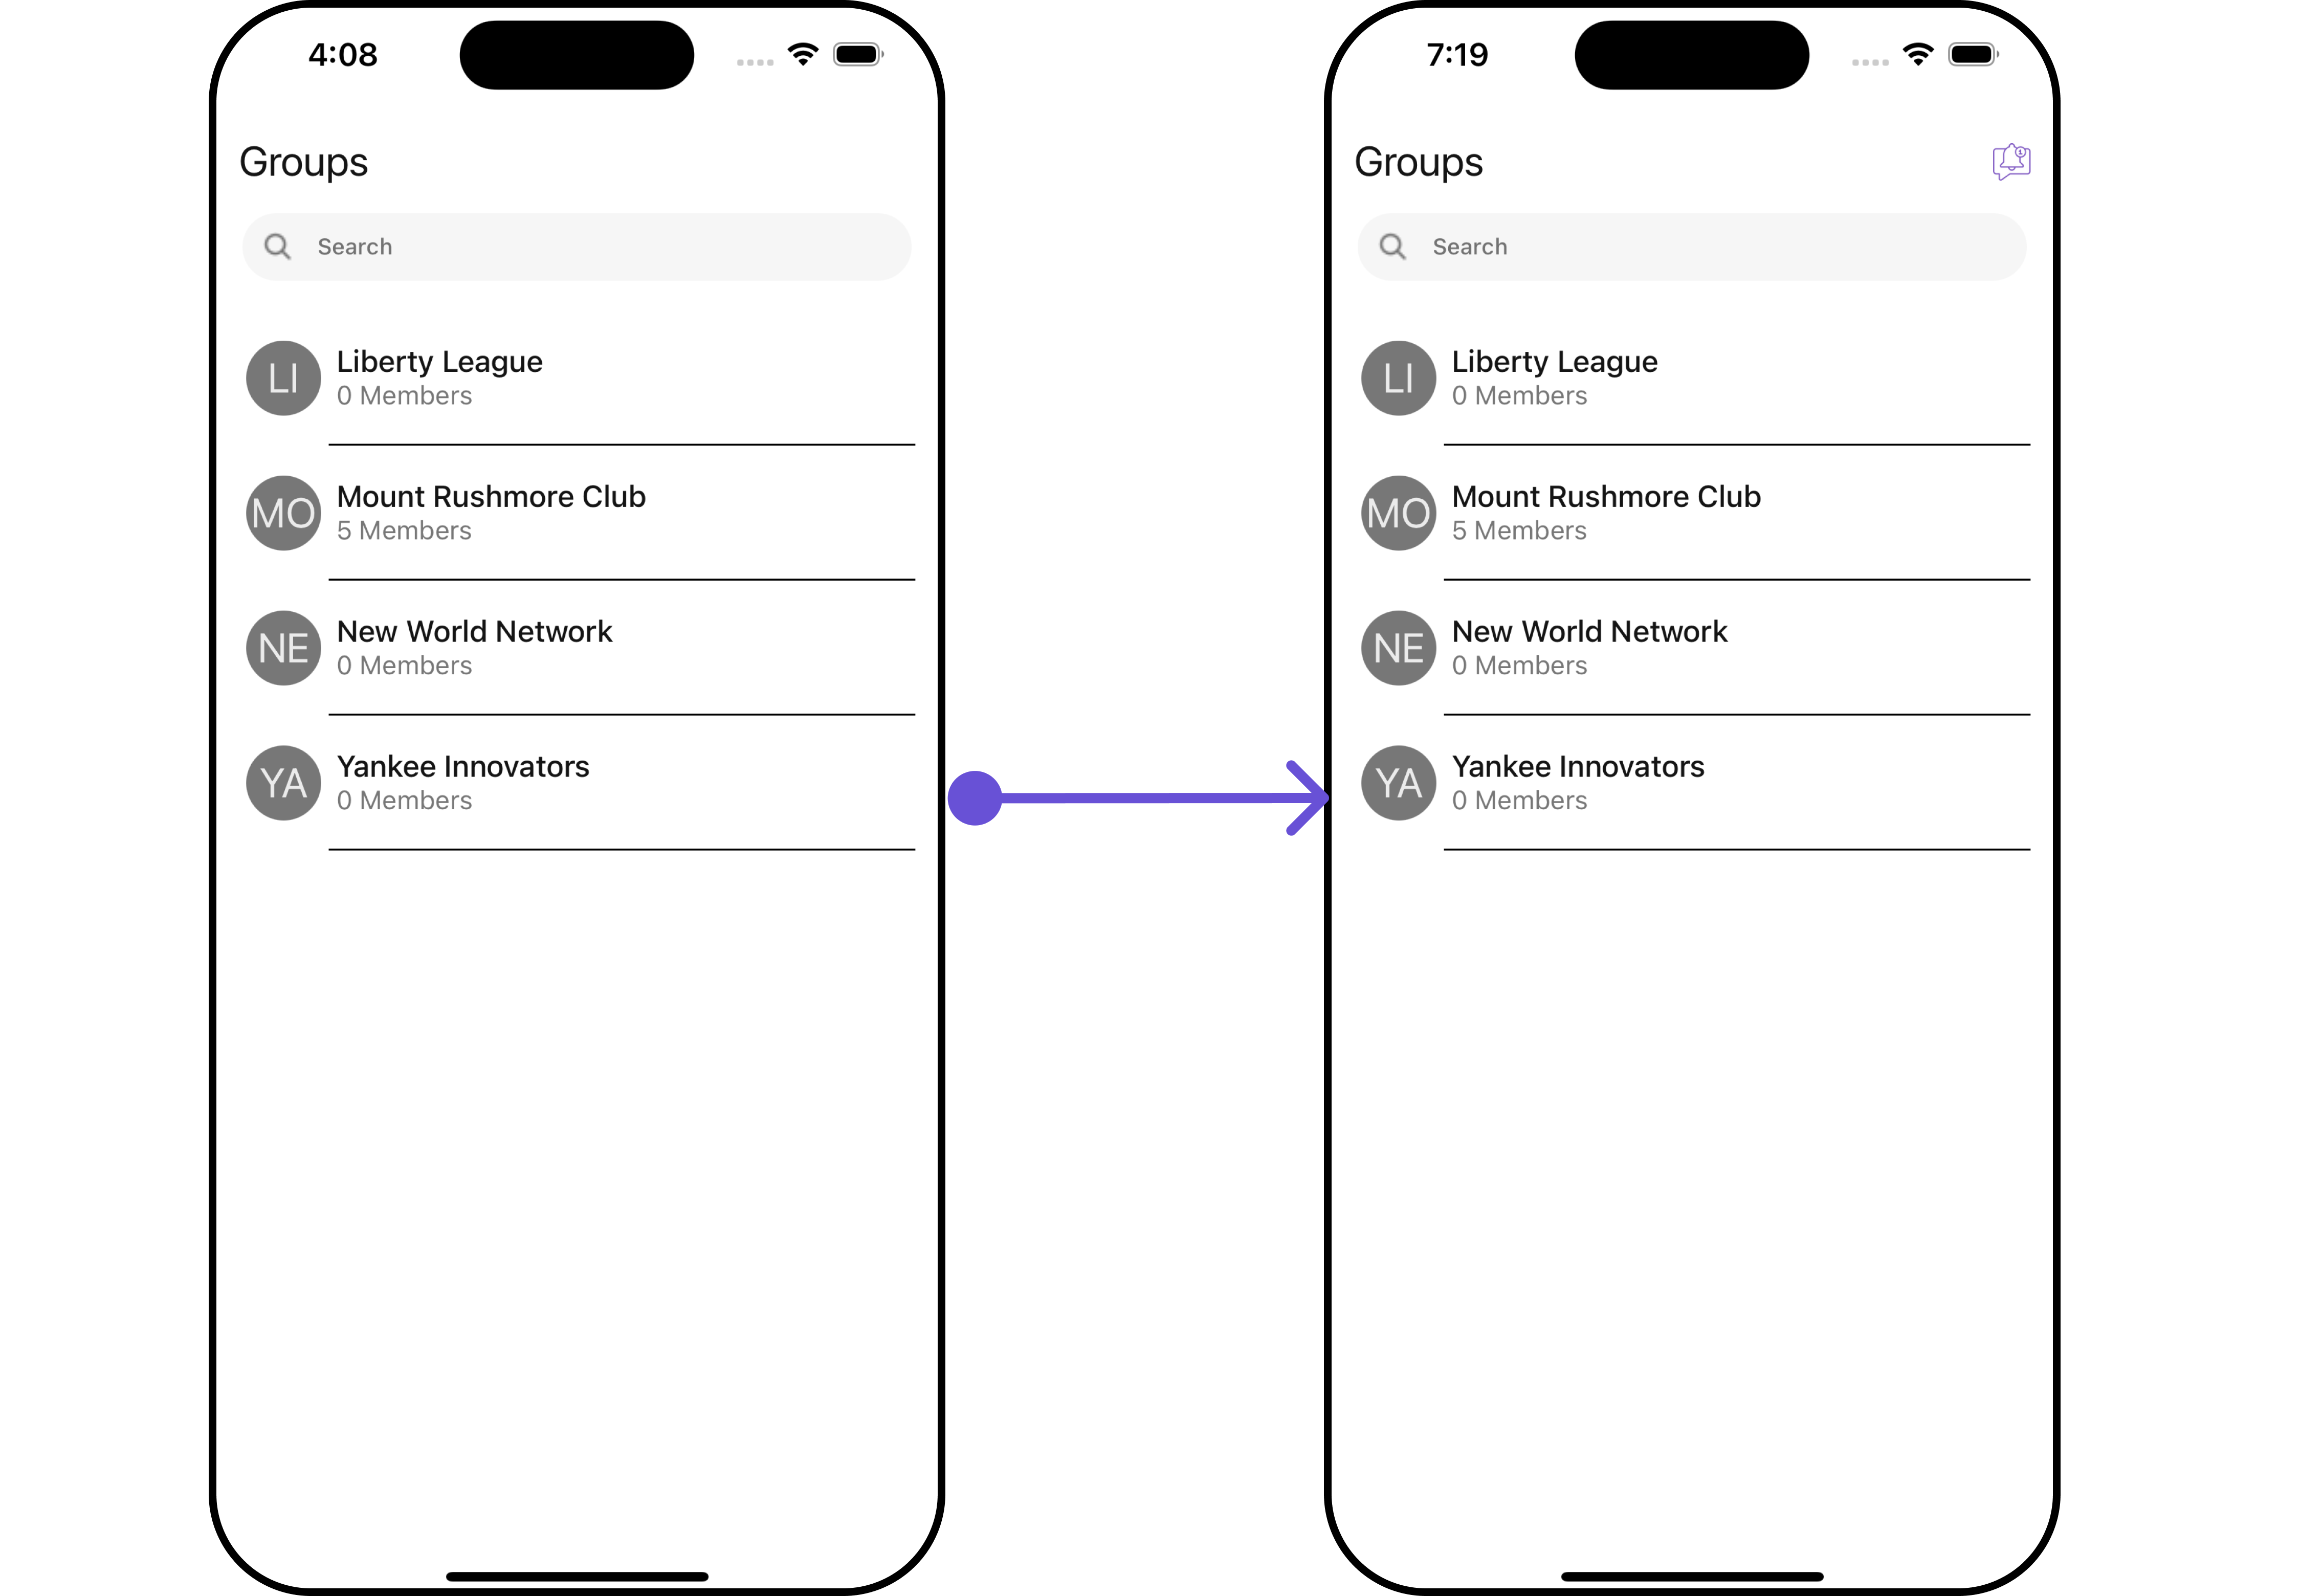 4:08
Groups
Search
LI
Liberty League
0 Members
MO
Mount Rushmore Club
5 Members
NE
New World Network
0 Members
YA
Yankee Innovators
0 Members
7:19
Groups
1
Search
LI
Liberty League
0 Members
MO
Mount Rushmore Club
5 Members
NE
New World Network
0 Members
YA
Yankee Innovators
0 Members